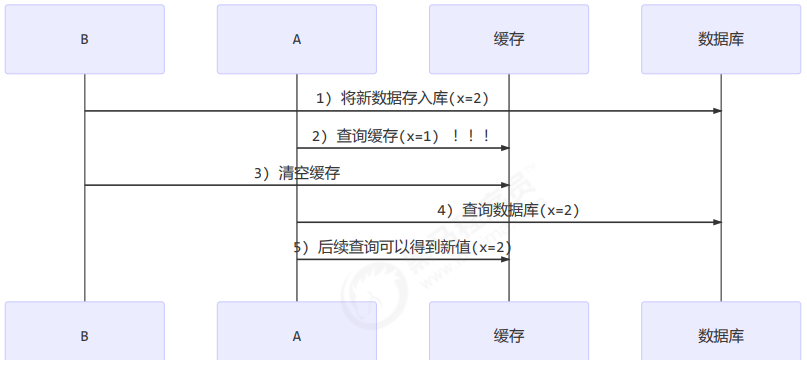 B A 缓存 数据库
1) 将新数据存入库(x=2)
2) 查询缓存(x=1) ！！！
3) 清空缓存
4) 查询数据库(x=2)
5) 后续查询可以得到新值(x=2)
B A 缓存 数据库